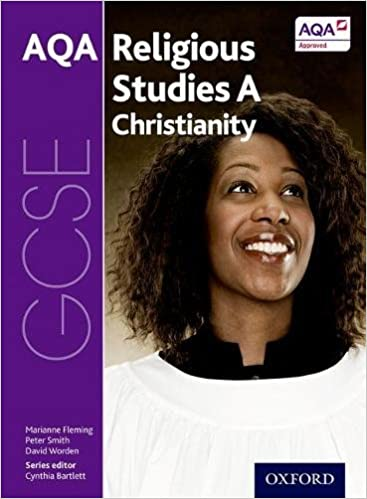 AQA
Religious
Studies A
Christianity
AQA
Approved
GCSE
Marianne Fleming
Peter Smith
David Worden
Series editor
Cynthia Bartlett
OXFORD